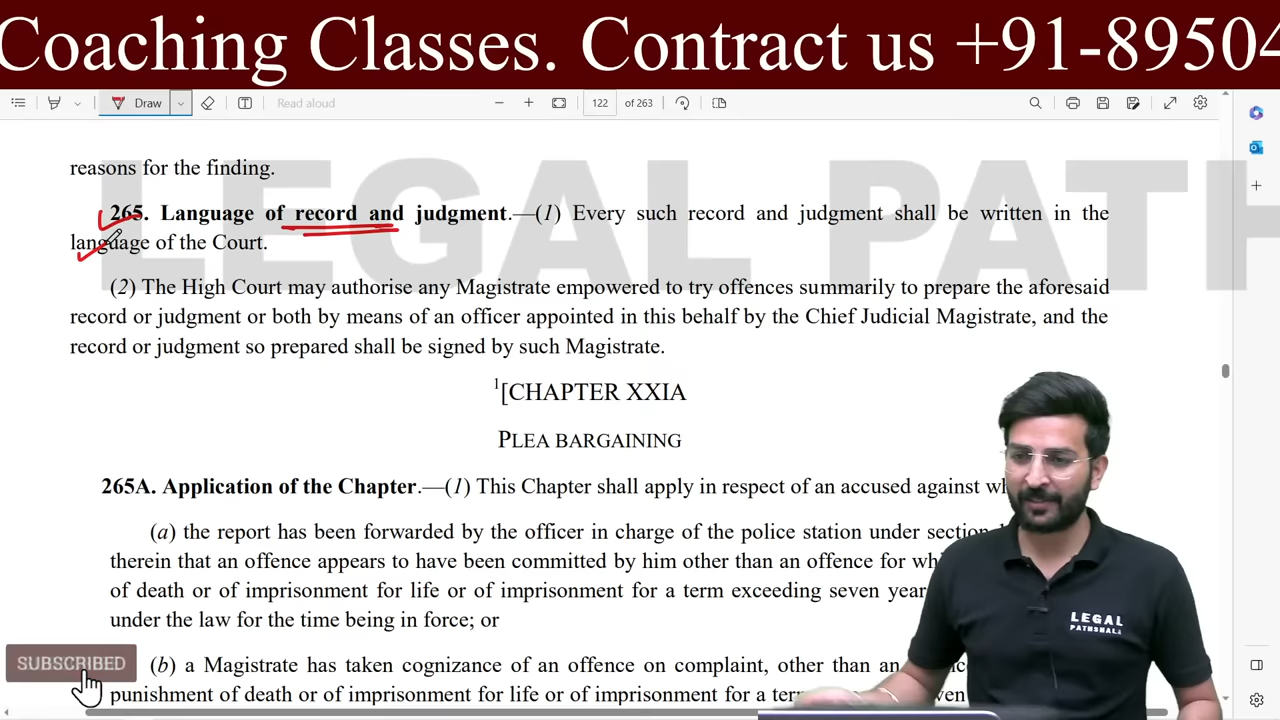 Coaching Classes. Contract us +91-89504
Draw
Read aloud
122 of 263
LEGAL PATH
reasons for the finding.
265. Language of record and judgment.—(1) Every such record and judgment shall be written in the
language of the Court.
(2) The High Court may authorise any Magistrate empowered to try offences summarily to prepare the aforesaid
record or judgment or both by means of an officer appointed in this behalf by the Chief Judicial Magistrate, and the
record or judgment so prepared shall be signed by such Magistrate.
1[CHAPTER XXIA
PLEA BARGAINING
265A. Application of the Chapter.—(1) This Chapter shall apply in respect of an accused against
(a) the report has been forwarded by the officer in charge of the police station under section
therein that an offence appears to have been committed by him other than an offence for
of death or of imprisonment for life or of imprisonment for a term exceeding seven
under the law for the time being in force; or
(b) a Magistrate has taken cognizance of an offence on complaint, other than an
punishment of death or of imprisonment for life or of imprisonment for a
LEGAL
PATHSHALA
SUBSCRIBED